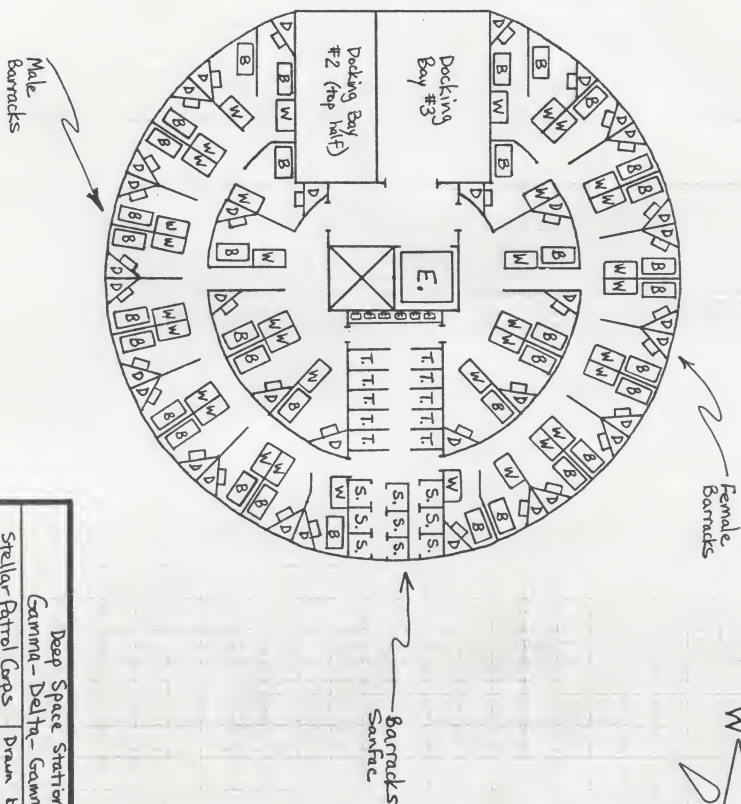 Male
Barracks
Docking Bay
#2 (top half)
Docking
Bay #3
E.
T. T. T. T. T.
T. T. T. T. T.
S. S. S.
S. S. S.
S. S. S.
B
W
D
Female
Barracks
Barracks
Sanfac
W
Deep Space Station
Gamma-Delta-Gamm
Stellar Patrol Corps
Drawn b